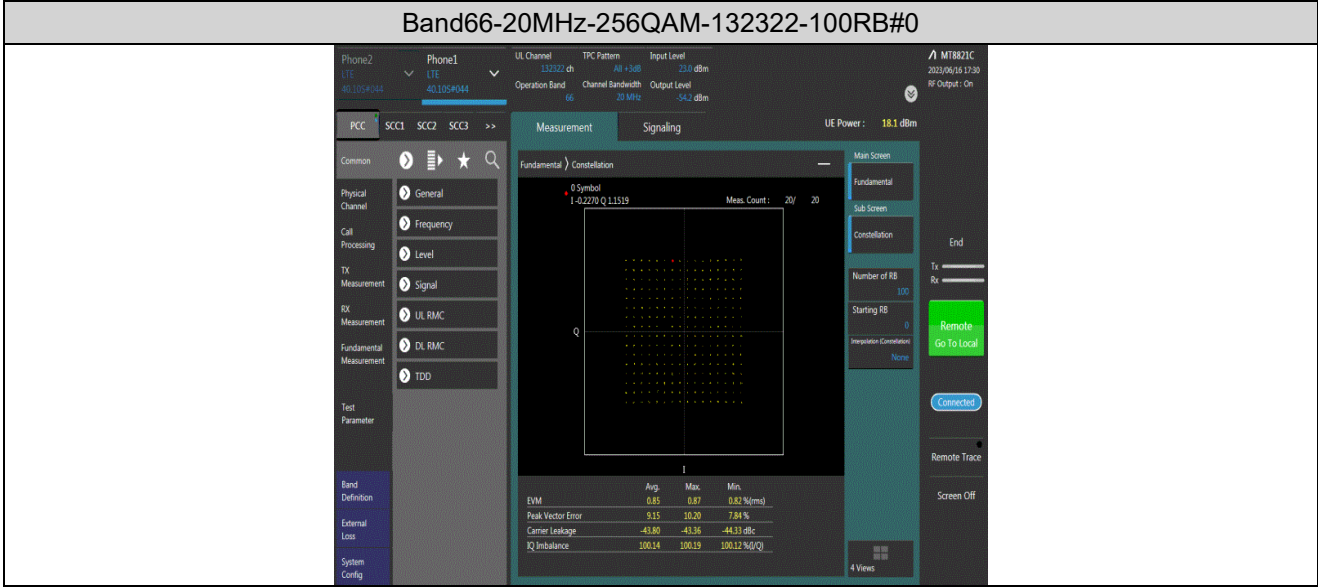 Band66-20MHz-256QAM-132322-100RB#0
Phone2
LTE
40.105#044
Phone1
LTE
40.105#044
UL Channel
132322 ch
TPC Pattern
All +3dB
Input Level
23.0 dBm
Operation Band
66
Channel Bandwidth
20 MHz
Output Level
-54.2 dBm
MT8821C
2023/06/16 17:30
RF Output : On
PCC SCC1 SCC2 SCC3 >>
Measurement
Signaling
UE Power : 18.1 dBm
Common
Physical
Channel
Call
Processing
TX
Measurement
RX
Measurement
Fundamental
Measurement
Test
Parameter
Band
Definition
External
Loss
System
Config
General
Frequency
Level
Signal
UL RMC
DL RMC
TDD
Fundamental 〉 Constellation
0 Symbol
I -0.2270 Q 1.1519
Meas. Count : 20/ 20
Q
I
Avg. Max. Min.
EVM 0.85 0.87 0.82 %(rms)
Peak Vector Error 9.15 10.20 7.84 %
Carrier Leakage -43.80 -43.36 -44.33 dBc
IQ Imbalance 100.14 100.19 100.12 %(I/Q)
Main Screen
Fundamental
Sub Screen
Constellation
Number of RB
100
Starting RB
0
Interpolation (Constellation)
None
4 Views
End
Tx
Rx
Remote
Go To Local
Connected
Remote Trace
Screen Off